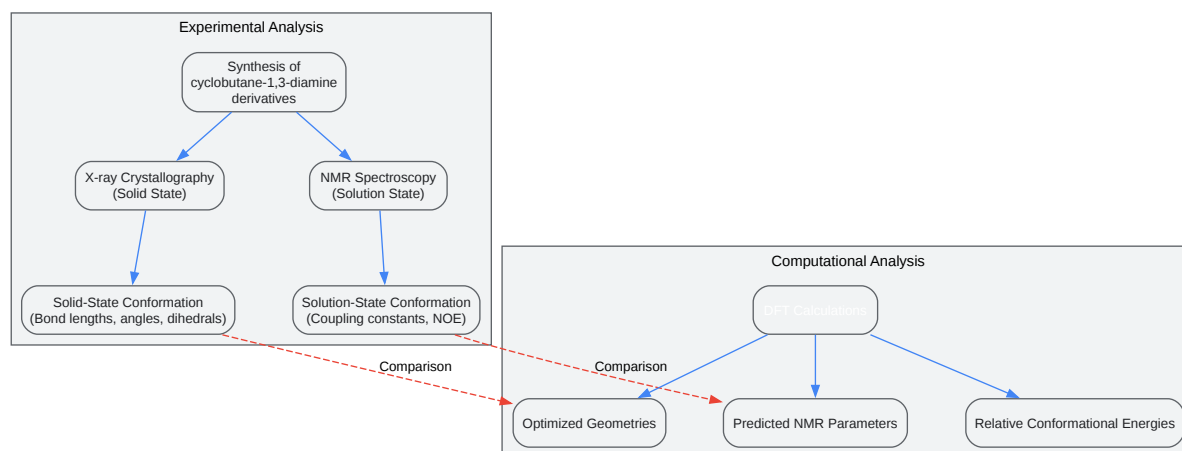 Experimental Analysis
Synthesis of
cyclobutane-1,3-diamine
derivatives
X-ray Crystallography
(Solid State)
NMR Spectroscopy
(Solution State)
Solid-State Conformation
(Bond lengths, angles, dihedrals)
Solution-State Conformation
(Coupling constants, NOE)
Computational Analysis
DFT Calculations
Comparison
Comparison
Optimized Geometries
Predicted NMR Parameters
Relative Conformational Energies